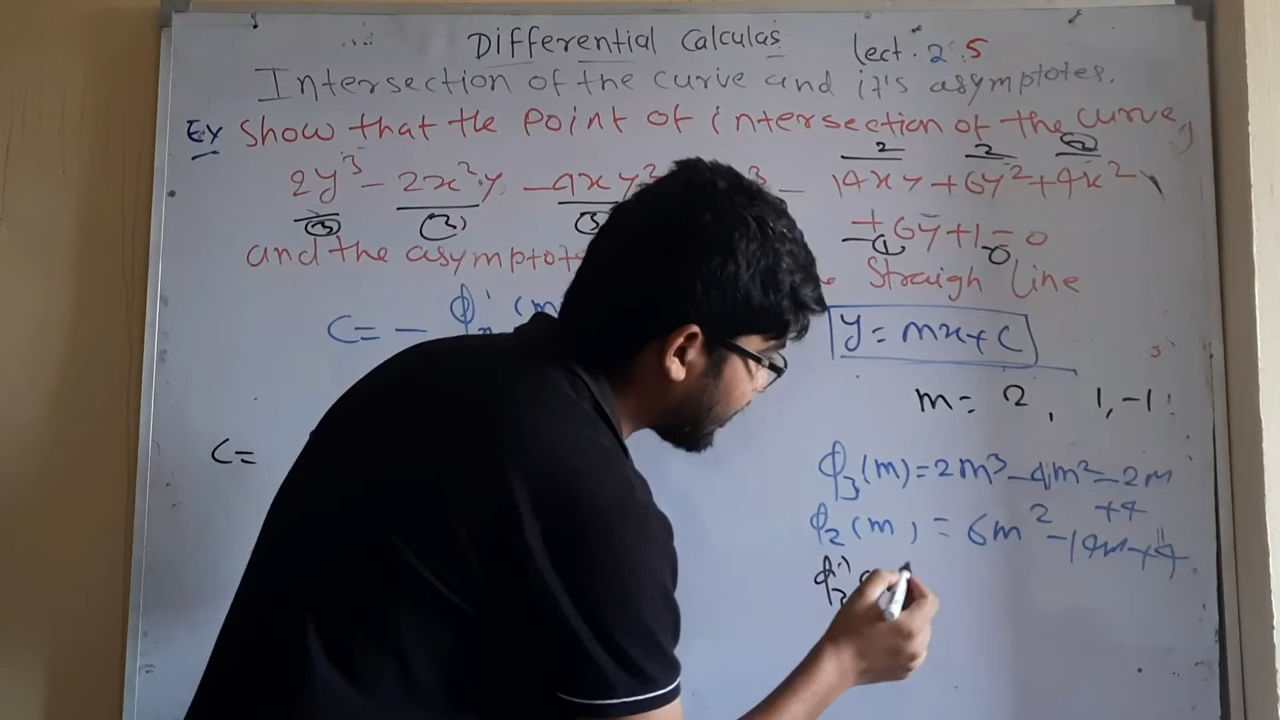 Differential Calculas Lect. 2.5
Intersection of the curve and it's asymptotes.
Ex Show that the point of intersection of the curve,
2y³ - 2x²y - 4xy² ³ - 14xy + 6y² + 4x²
+ 6y + 1 = 0
and the asymptote Straigh line
C = - ϕ'(m
y = mx + C
m = 2, 1, -1
C =
ϕ₃(m) = 2m³ - 4m² - 2m
+4
ϕ₂(m) = 6m² - 14m + 4